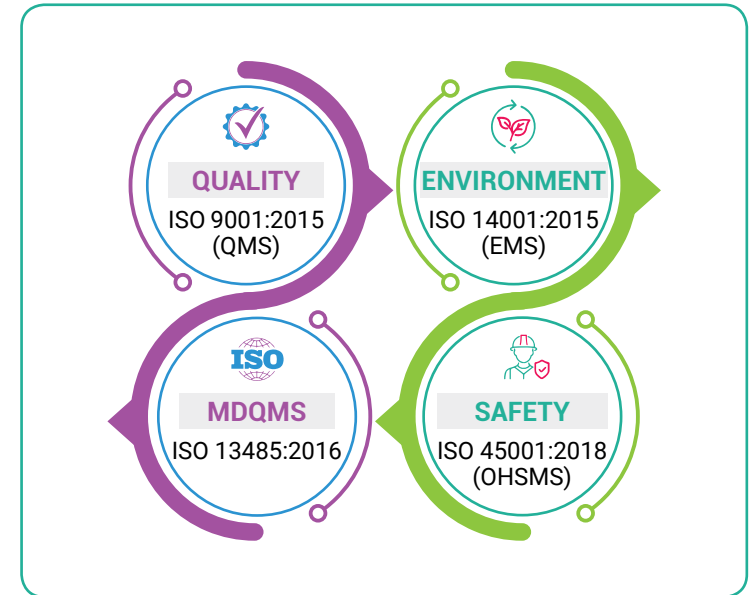 QUALITY
ISO 9001:2015
(QMS)
ENVIRONMENT
ISO 14001:2015
(EMS)
ISO
MDQMS
ISO 13485:2016
SAFETY
ISO 45001:2018
(OHSMS)